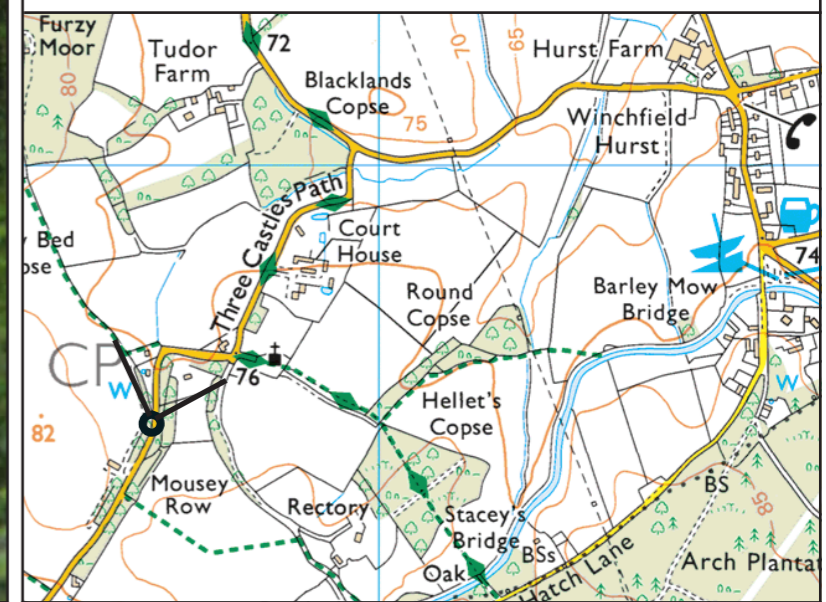 Furzy
Moor
Tudor
Farm
72
80
70
65
Hurst Farm
Blacklands
Copse
75
Winchfield
Hurst
Three Castles Path
Court
House
Bed
74
Round
Copse
Barley Mow
Bridge
CP
W
76
82
Hellet's
Copse
W
Mousey
Row
Rectory
Stacey's
Bridge
BS
85
BSs
Oak
Hatch Lane
Arch Planta